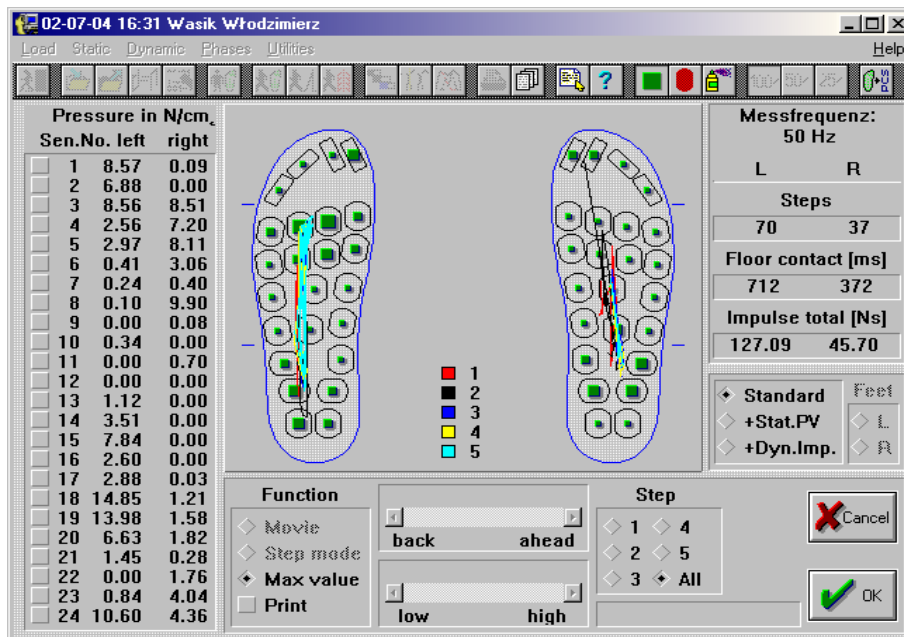 02-07-04 16:31 Wasik Włodzimierz
Load Static Dynamic Phases Utilities Help
100% 50% 25%
Pressure in N/cm
Sen.No. left right
1 8.57 0.09
2 6.88 0.00
3 8.56 8.51
4 2.56 7.20
5 2.97 8.11
6 0.41 3.06
7 0.24 0.40
8 0.10 9.90
9 0.00 0.08
10 0.34 0.00
11 0.00 0.70
12 0.00 0.00
13 1.12 0.00
14 3.51 0.00
15 7.84 0.00
16 2.60 0.00
17 2.88 0.03
18 14.85 1.21
19 13.98 1.58
20 6.63 1.82
21 1.45 0.28
22 0.00 1.76
23 0.84 4.04
24 10.60 4.36
1
2
3
4
5
Messfrequenz:
50 Hz
L R
Steps
70 37
Floor contact [ms]
712 372
Impulse total [Ns]
127.09 45.70
Standard
+Stat.PV
+Dyn.Imp.
Feet
L
R
Function
Movie
Step mode
Max value
Print
back ahead
low high
Step
1 4
2 5
3 All
Cancel
OK